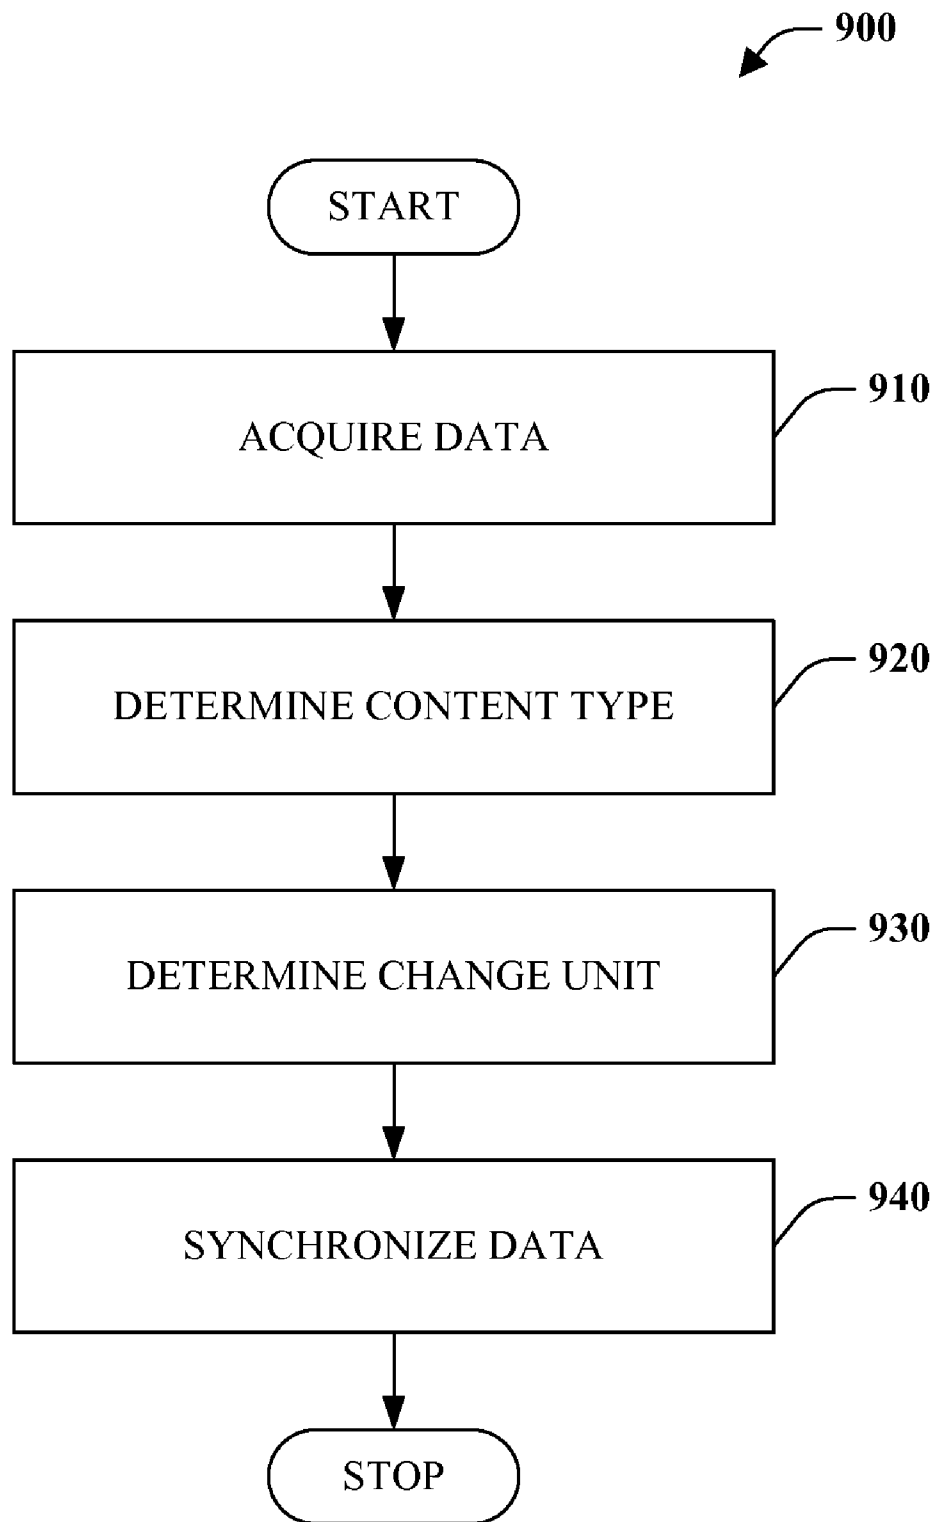 900
START
ACQUIRE DATA
910
DETERMINE CONTENT TYPE
920
DETERMINE CHANGE UNIT
930
SYNCHRONIZE DATA
940
STOP